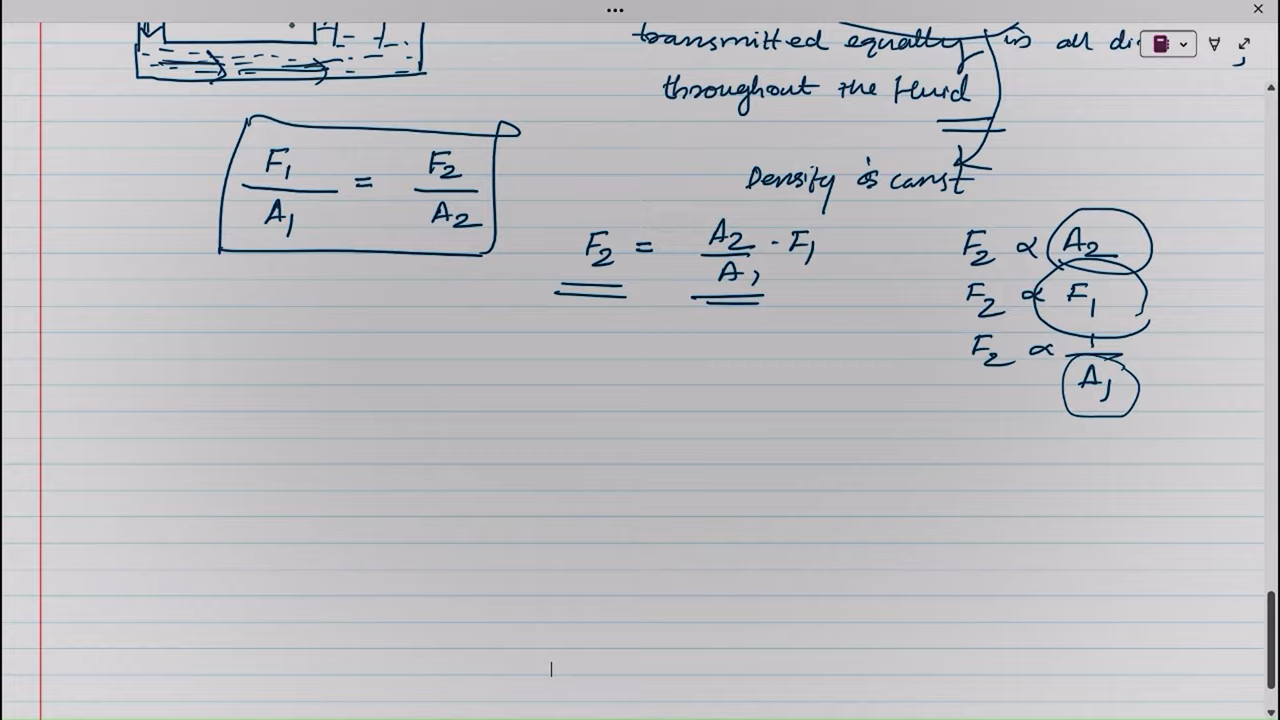 transmitted equally in all di
throughout the fluid
Density is const
F₁/A₁ = F₂/A₂
F₂ = A₂/A₁ · F₁
F₂ ∝ A₂
F₂ ∝ F₁
F₂ ∝ 1/A₁